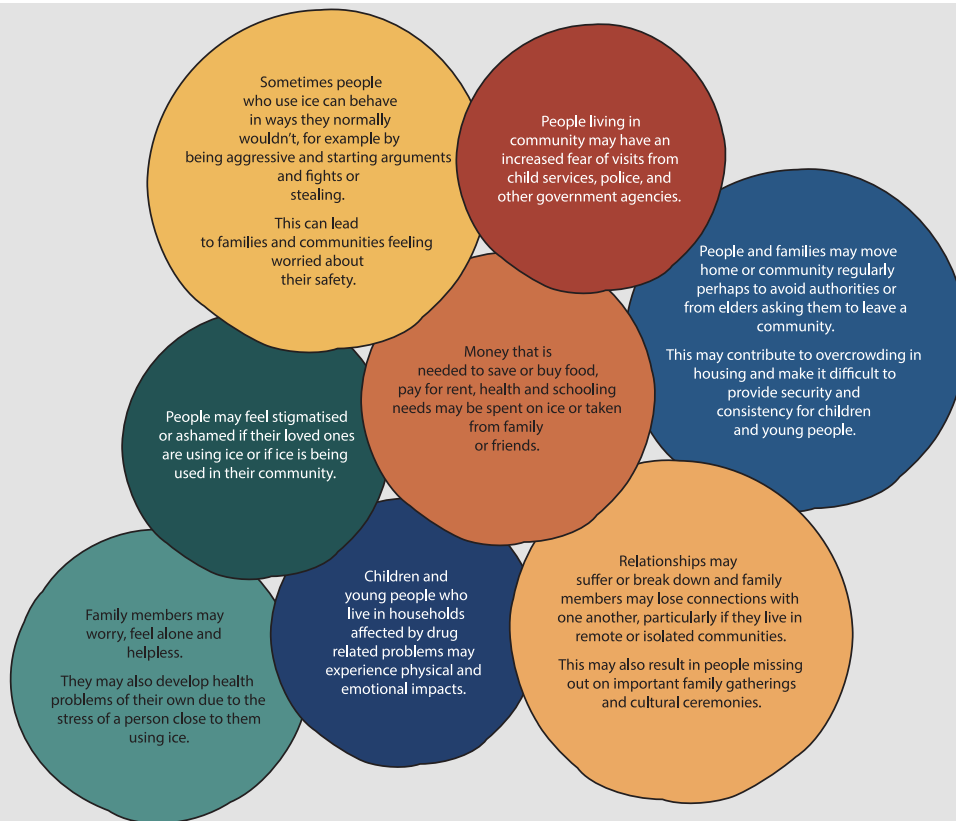 Sometimes people
who use ice can behave
in ways they normally
wouldn't, for example by
being aggressive and starting arguments
and fights or
stealing.
This can lead
to families and communities feeling
worried about
their safety.
People living in
community may have an
increased fear of visits from
child services, police, and
other government agencies.
People and families may move
home or community regularly
perhaps to avoid authorities or
from elders asking them to leave a
community.
This may contribute to overcrowding in
housing and make it difficult to
provide security and
consistency for children
and young people.
Money that is
needed to save or buy food,
pay for rent, health and schooling
needs may be spent on ice or taken
from family
or friends.
People may feel stigmatised
or ashamed if their loved ones
are using ice or if ice is being
used in their community.
Relationships may
suffer or break down and family
members may lose connections with
one another, particularly if they live in
remote or isolated communities.
This may also result in people missing
out on important family gatherings
and cultural ceremonies.
Children and
young people who
live in households
affected by drug
related problems may
experience physical and
emotional impacts.
Family members may
worry, feel alone and
helpless.
They may also develop health
problems of their own due to the
stress of a person close to them
using ice.